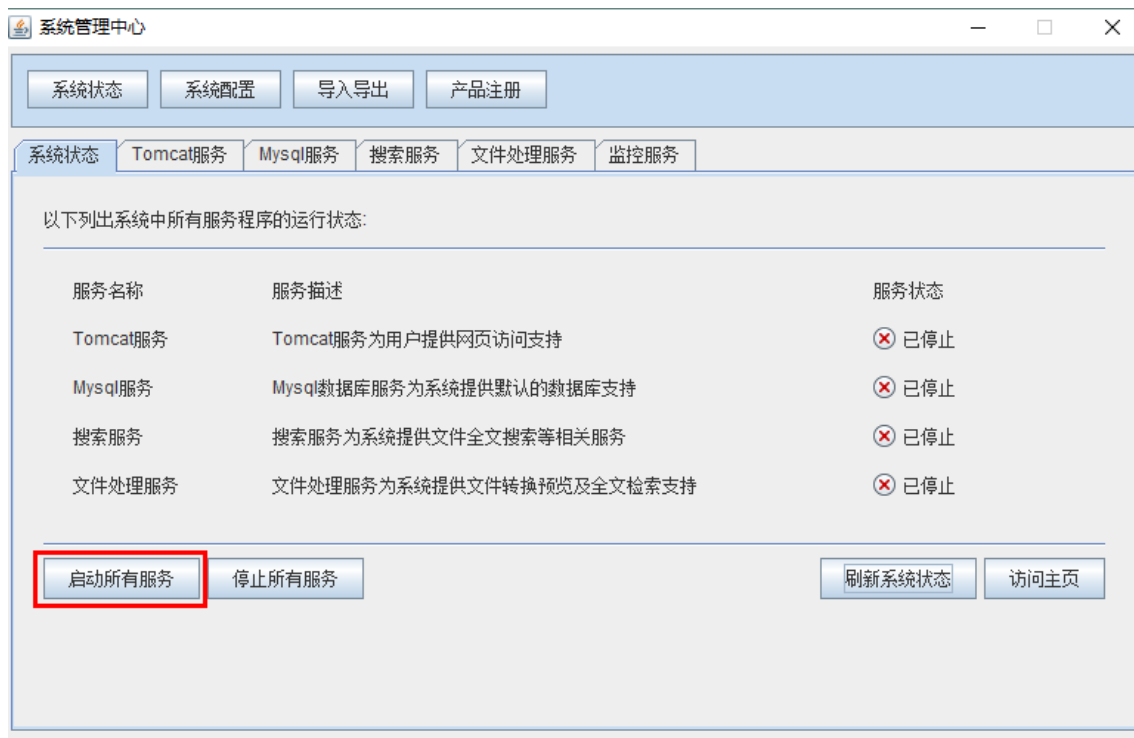 系统管理中心
系统状态 系统配置 导入导出 产品注册
系统状态 Tomcat服务 Mysql服务 搜索服务 文件处理服务 监控服务
以下列出系统中所有服务程序的运行状态:
服务名称 服务描述 服务状态
Tomcat服务 Tomcat服务为用户提供网页访问支持 已停止
Mysql服务 Mysql数据库服务为系统提供默认的数据库支持 已停止
搜索服务 搜索服务为系统提供文件全文搜索等相关服务 已停止
文件处理服务 文件处理服务为系统提供文件转换预览及全文检索支持 已停止
启动所有服务 停止所有服务 刷新系统状态 访问主页